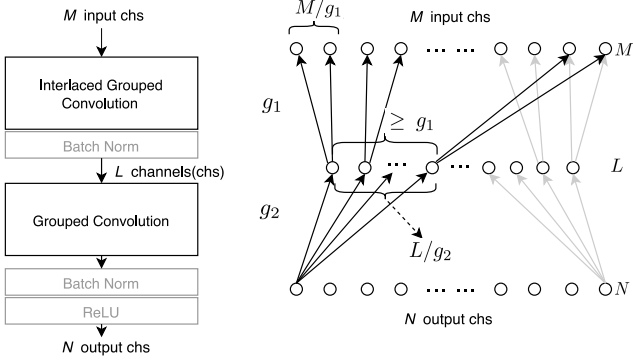 M input chs
Interlaced Grouped
Convolution
Batch Norm
L channels(chs)
Grouped Convolution
Batch Norm
ReLU
N output chs
M/g₁
M input chs
... ...
M
g₁
≥ g₁
...
... ...
L
g₂
L/g₂
... ...
N
N output chs